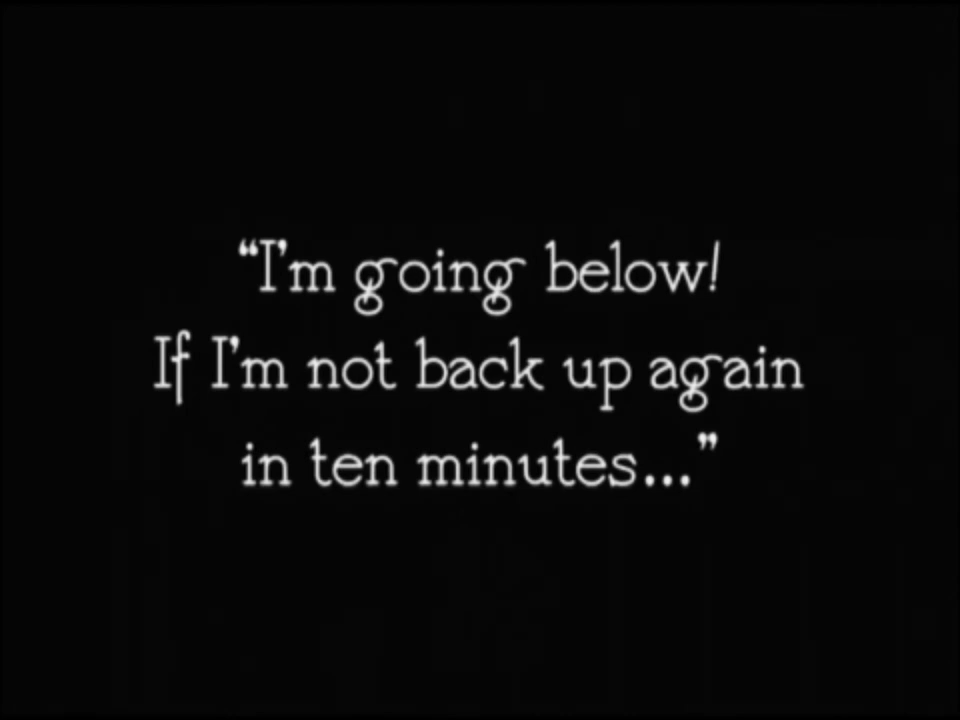 “I'm going below!
If I'm not back up again
in ten minutes...”